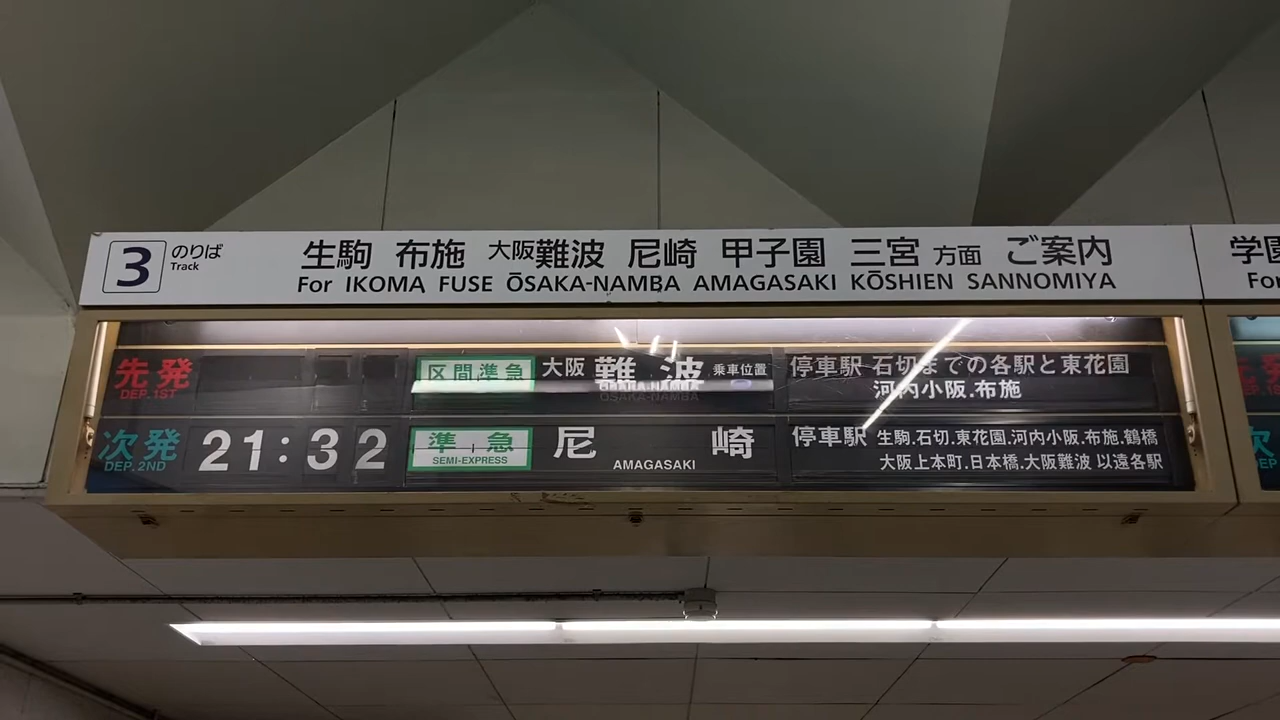 3 のりば Track
生駒 布施 大阪難波 尼崎 甲子園 三宮 方面 ご案内
For IKOMA FUSE ŌSAKA-NAMBA AMAGASAKI KŌSHIEN SANNOMIYA
学園
For
先発 区間準急 大阪難波 乗車位置 停車駅 石切までの各駅と東花園
DEP. 1ST OSAKA-NAMBA 河内小阪.布施
次発 21:32 準急 尼崎 停車駅 生駒.石切.東花園.河内小阪.布施.鶴橋
DEP. 2ND SEMI-EXPRESS AMAGASAKI 大阪上本町.日本橋.大阪難波 以遠各駅